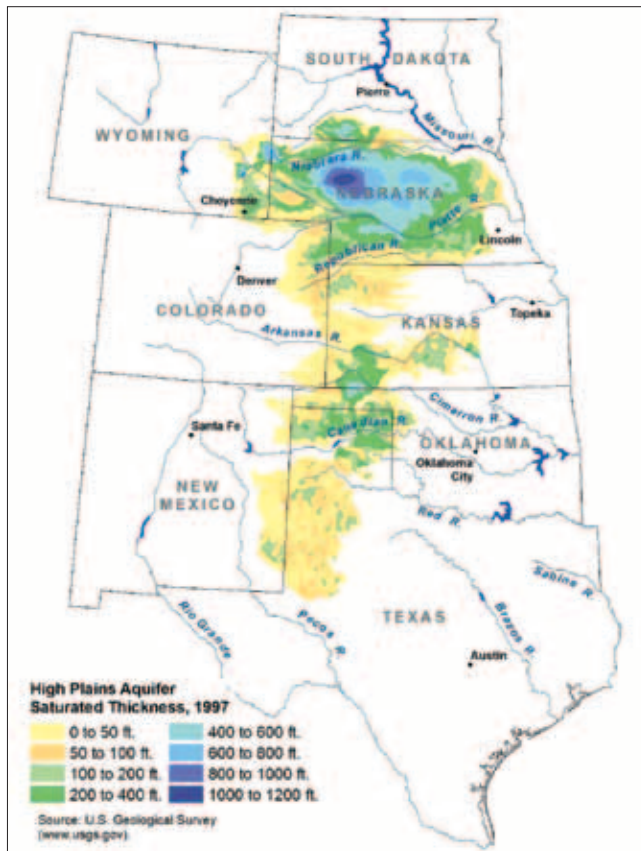 SOUTH DAKOTA
Pierre
Missouri R.
WYOMING
Niobrara R.
NEBRASKA
Cheyenne
Platte R.
Lincoln
Republican R.
Denver
COLORADO
KANSAS
Topeka
Arkansas R.
Cimarron R.
Canadian R.
Santa Fe
OKLAHOMA
Oklahoma
City
NEW
MEXICO
Red R.
Sabine R.
Rio Grande
Pecos R.
TEXAS
Brazos R.
Austin
High Plains Aquifer
Saturated Thickness, 1997
0 to 50 ft.
50 to 100 ft.
100 to 200 ft.
200 to 400 ft.
400 to 600 ft.
600 to 800 ft.
800 to 1000 ft.
1000 to 1200 ft.
Source: U.S. Geological Survey
(www.usgs.gov)